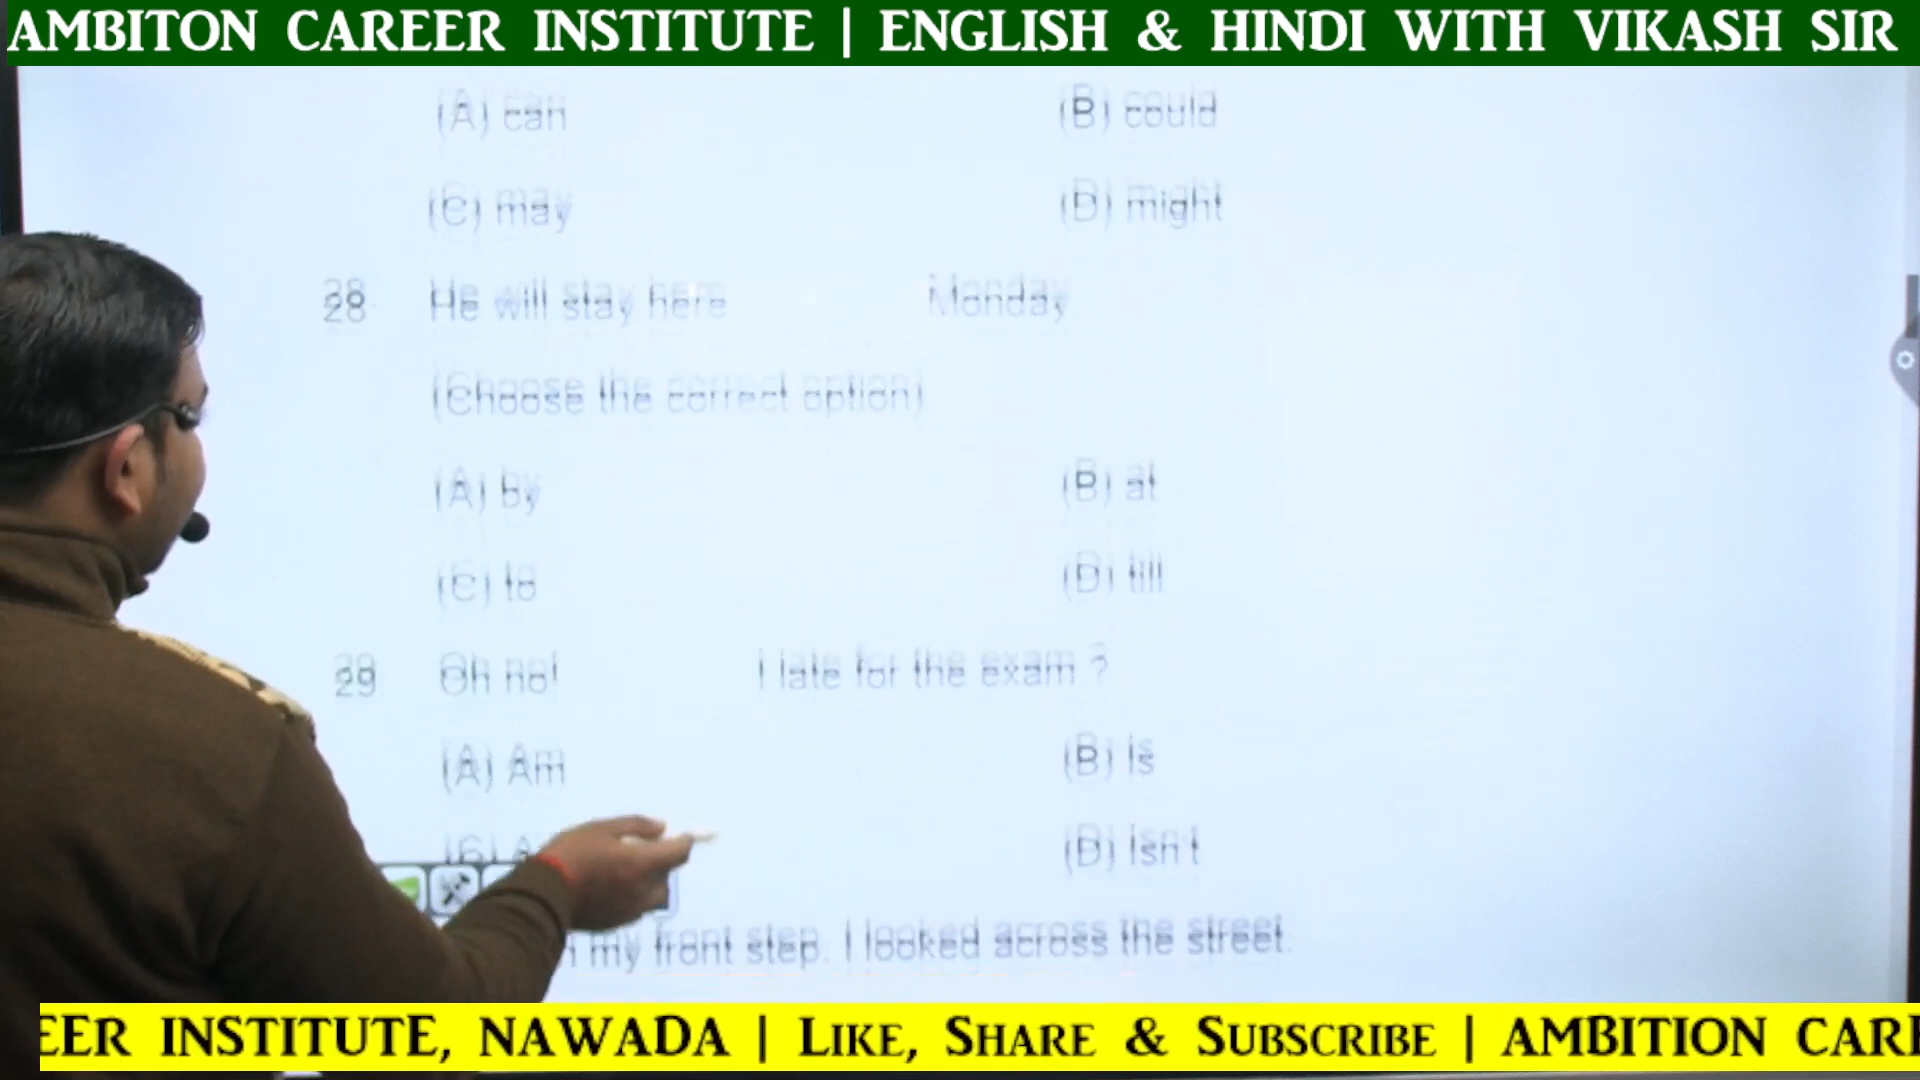 AMBITON CAREER INSTITUTE | ENGLISH & HINDI WITH VIKASH SIR
(A) can (B) could
(C) may (D) might
28 He will stay here Monday
(Choose the correct option)
(A) by (B) at
(C) to (D) till
29 Oh no! I late for the exam ?
(A) Am (B) Is
(C) A (D) Isn't
my front step. I looked across the street.
EER INSTITUTE, NAWADA | LIKE, SHARE & SUBSCRIBE | AMBITION CAR